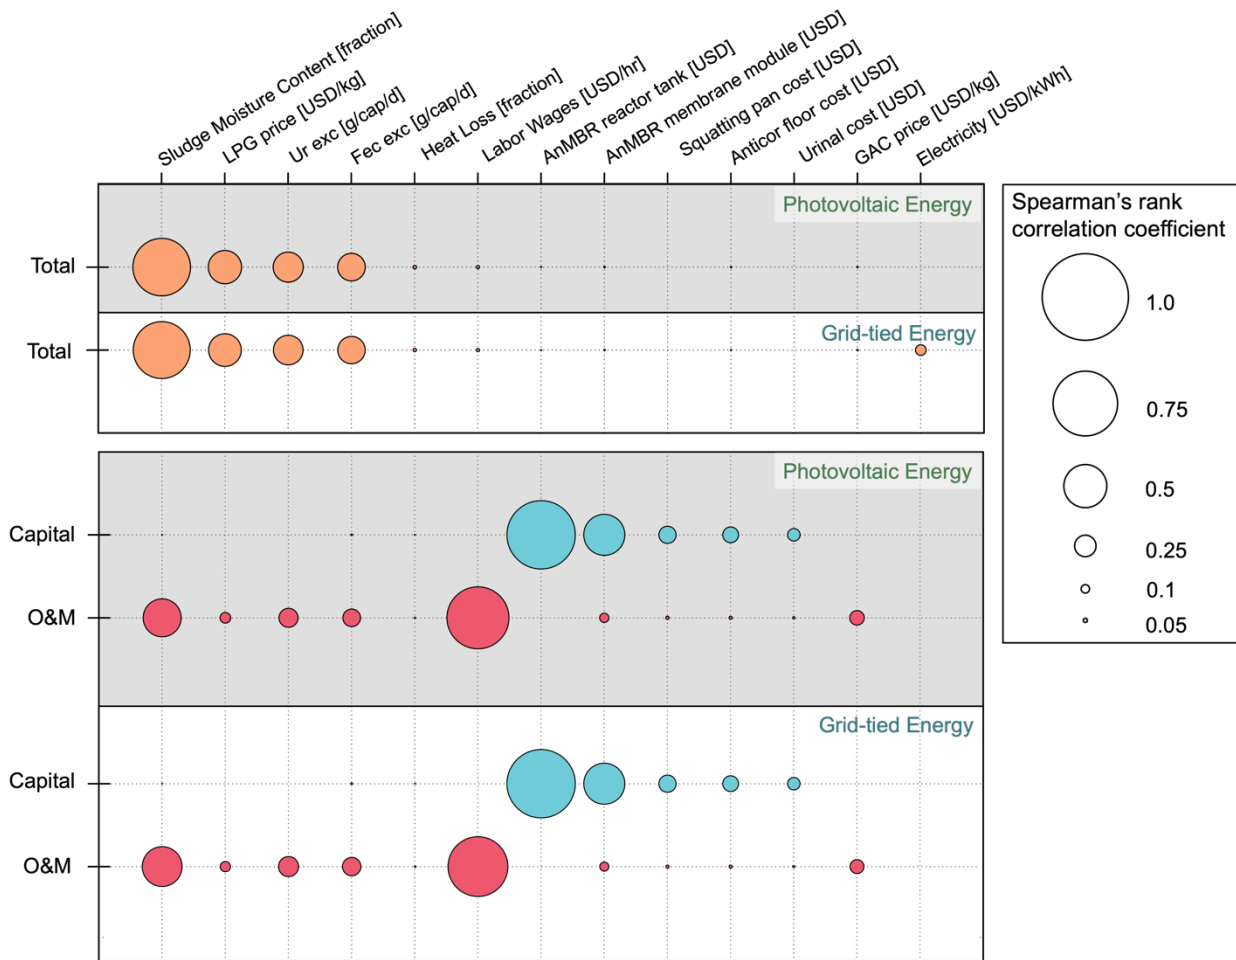 Sludge Moisture Content [fraction]
LPG price [USD/kg]
Ur exc [g/cap/d]
Fec exc [g/cap/d]
Heat Loss [fraction]
Labor Wages [USD/hr]
AnMBR reactor tank [USD]
AnMBR membrane module [USD]
Squatting pan cost [USD]
Anticor floor cost [USD]
Urinal cost [USD]
GAC price [USD/kg]
Electricity [USD/kWh]
Photovoltaic Energy
Total
Grid-tied Energy
Total
Photovoltaic Energy
Capital
O&M
Grid-tied Energy
Capital
O&M
Spearman's rank
correlation coefficient
1.0
0.75
0.5
0.25
0.1
0.05